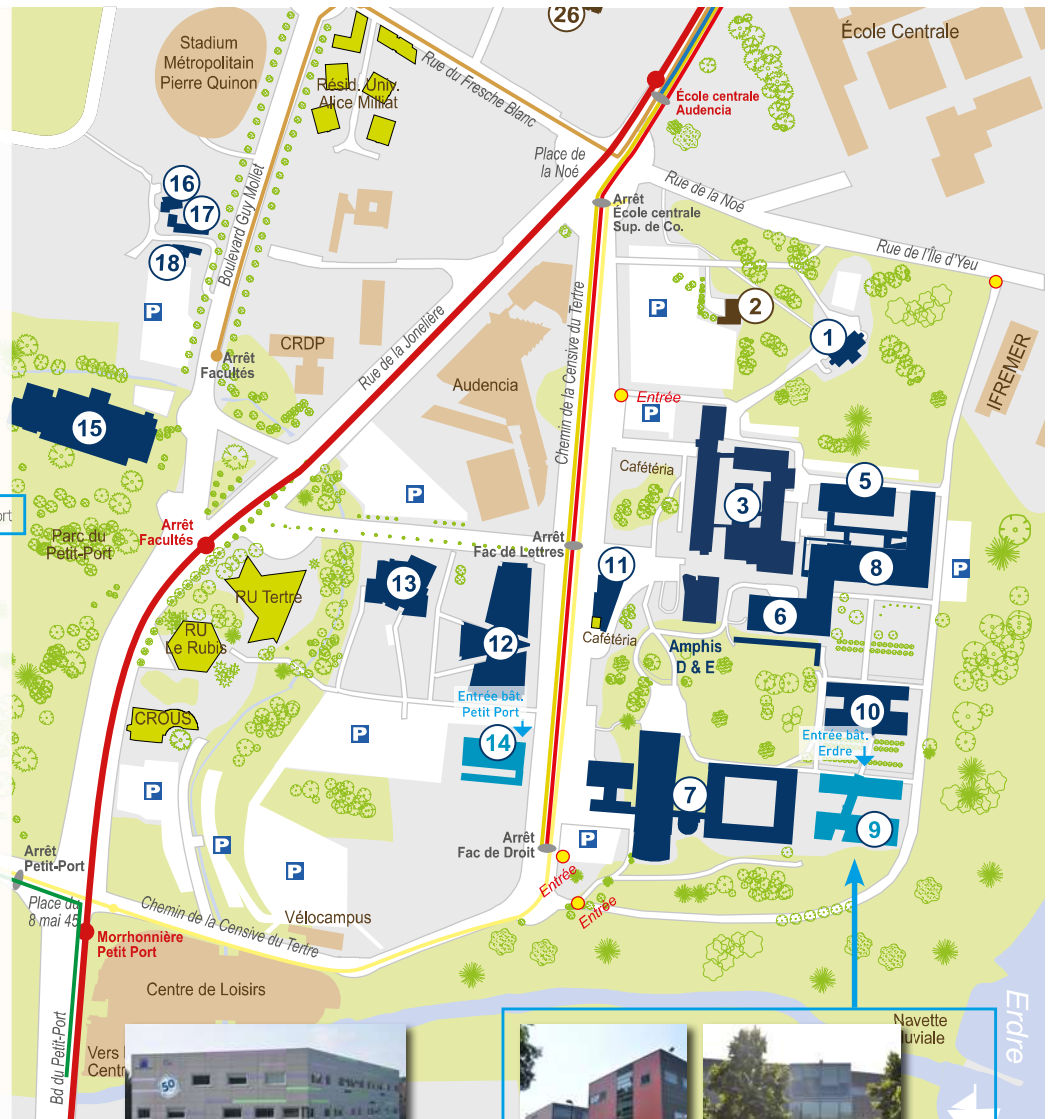 26
École Centrale
Stadium
Métropolitain
Pierre Quinon
Résid. Univ.
Alice Milliat
Rue du Fresche Blanc
École centrale
Audencia
Place de
la Noé
Rue de la Noé
16
17
18
Boulevard Guy Mollet
Arrêt
École centrale
Sup. de Co.
Rue de l'Île d'Yeu
P
P
2
1
CRDP
Arrêt
Facultés
Rue de la Jonelière
Audencia
Chemin de la Censive du Tertre
IFREMER
Entrée
P
15
Cafétéria
3
5
P
Parc du
Petit-Port
Arrêt
Facultés
Arrêt
Fac de Lettres
11
8
P
13
RU Tertre
RU
Le Rubis
12
6
Cafétéria
Amphis
D & E
Entrée bât.
Petit Port
10
CROUS
P
14
Entrée bât.
Erdre
P
7
9
P
P
P
Arrêt
Fac de Droit
Arrêt
Petit-Port
Entrée
Entrée
Place du
8 mai 45
Chemin de la Censive du Tertre
Vélocampus
Morrhonnière
Petit Port
Centre de Loisirs
Erdre
Navette
Bd du Petit-Port
Vers
50